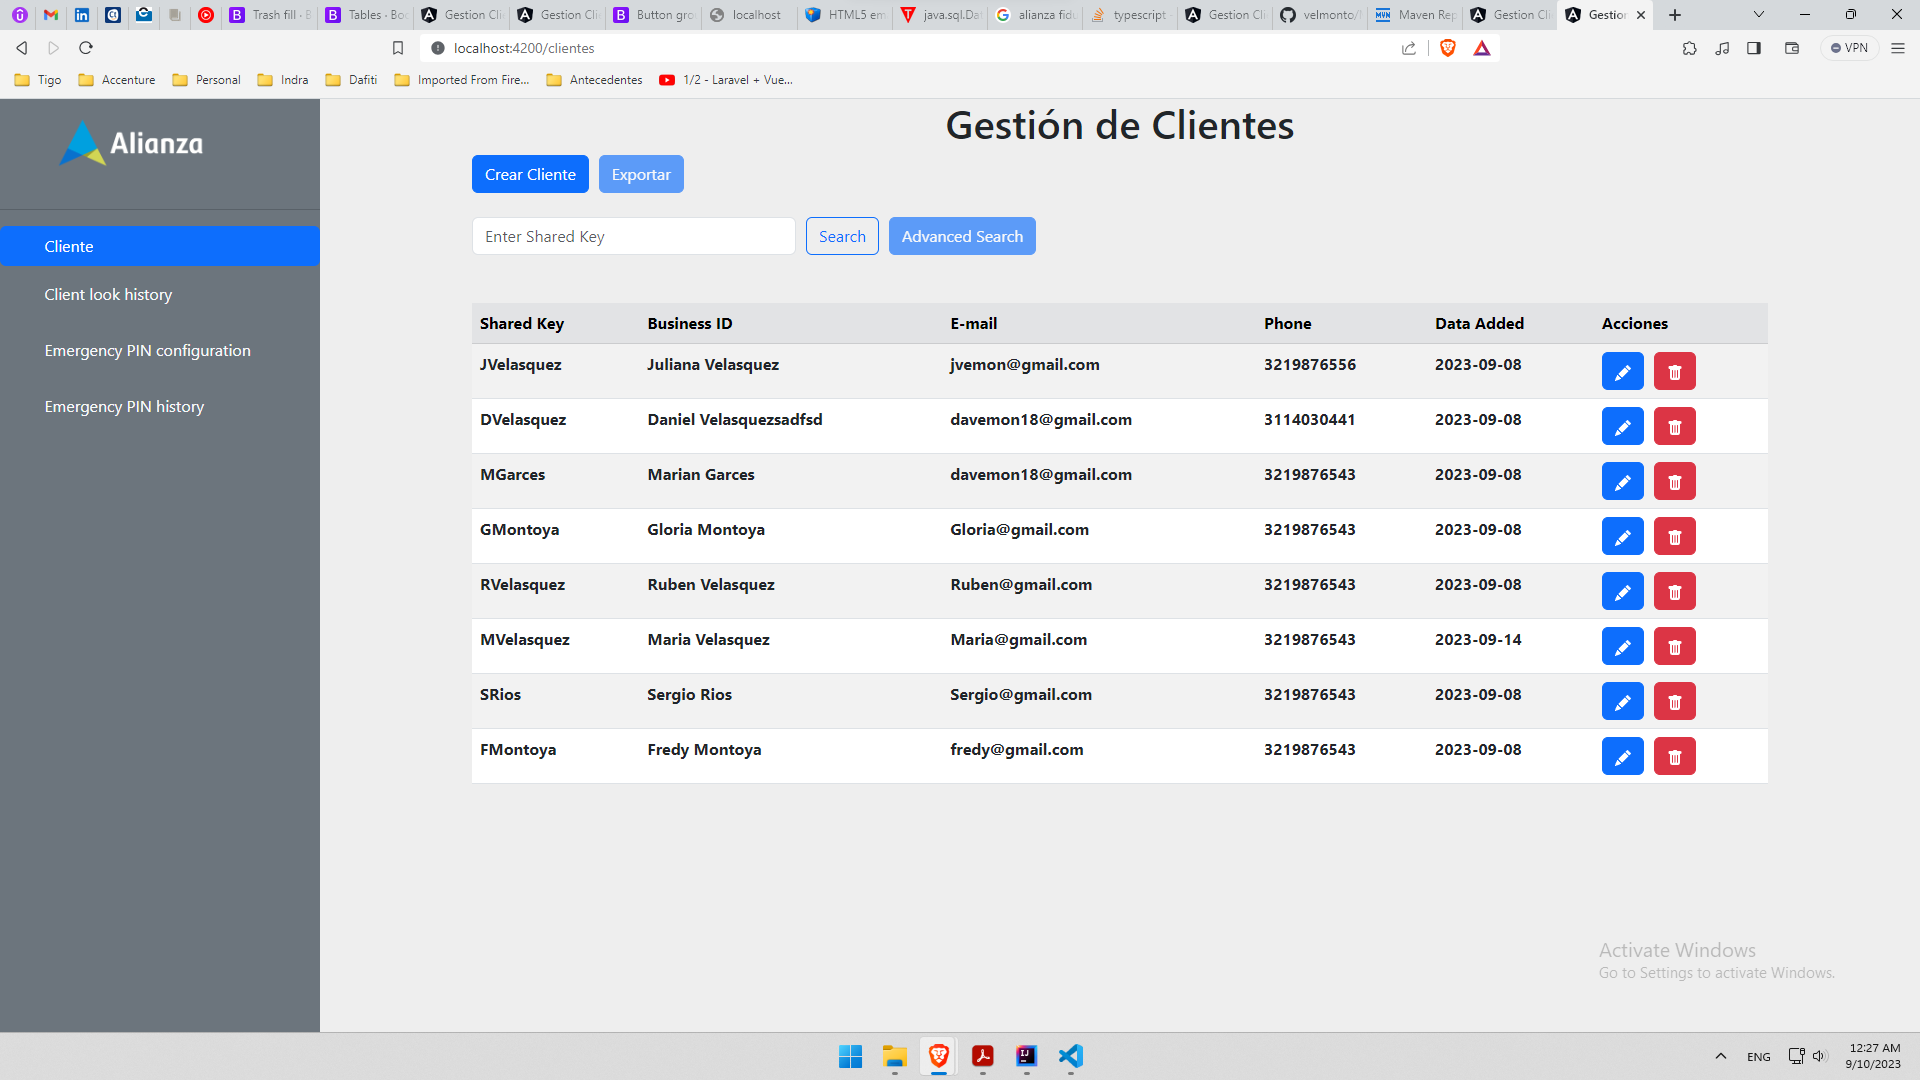 Trash fill - B
Tables · Boo
Gestion Cli
Gestion Cli
Button gro
localhost
HTML5 em
java.sql.Dat
alianza fidu
typescript -
Gestion Cli
velmonto/
Maven Rep
Gestion Cli
Gestion
localhost:4200/clientes
VPN
Tigo
Accenture
Personal
Indra
Dafiti
Imported From Fire...
Antecedentes
1/2 - Laravel + Vue...
Alianza
Cliente
Client look history
Emergency PIN configuration
Emergency PIN history
Gestión de Clientes
Crear Cliente Exportar
Enter Shared Key Search Advanced Search
Shared Key Business ID E-mail Phone Data Added Acciones
JVelasquez Juliana Velasquez jvemon@gmail.com 3219876556 2023-09-08
DVelasquez Daniel Velasquezsadfsd davemon18@gmail.com 3114030441 2023-09-08
MGarces Marian Garces davemon18@gmail.com 3219876543 2023-09-08
GMontoya Gloria Montoya Gloria@gmail.com 3219876543 2023-09-08
RVelasquez Ruben Velasquez Ruben@gmail.com 3219876543 2023-09-08
MVelasquez Maria Velasquez Maria@gmail.com 3219876543 2023-09-14
SRios Sergio Rios Sergio@gmail.com 3219876543 2023-09-08
FMontoya Fredy Montoya fredy@gmail.com 3219876543 2023-09-08
Activate Windows
Go to Settings to activate Windows.
ENG
12:27 AM
9/10/2023